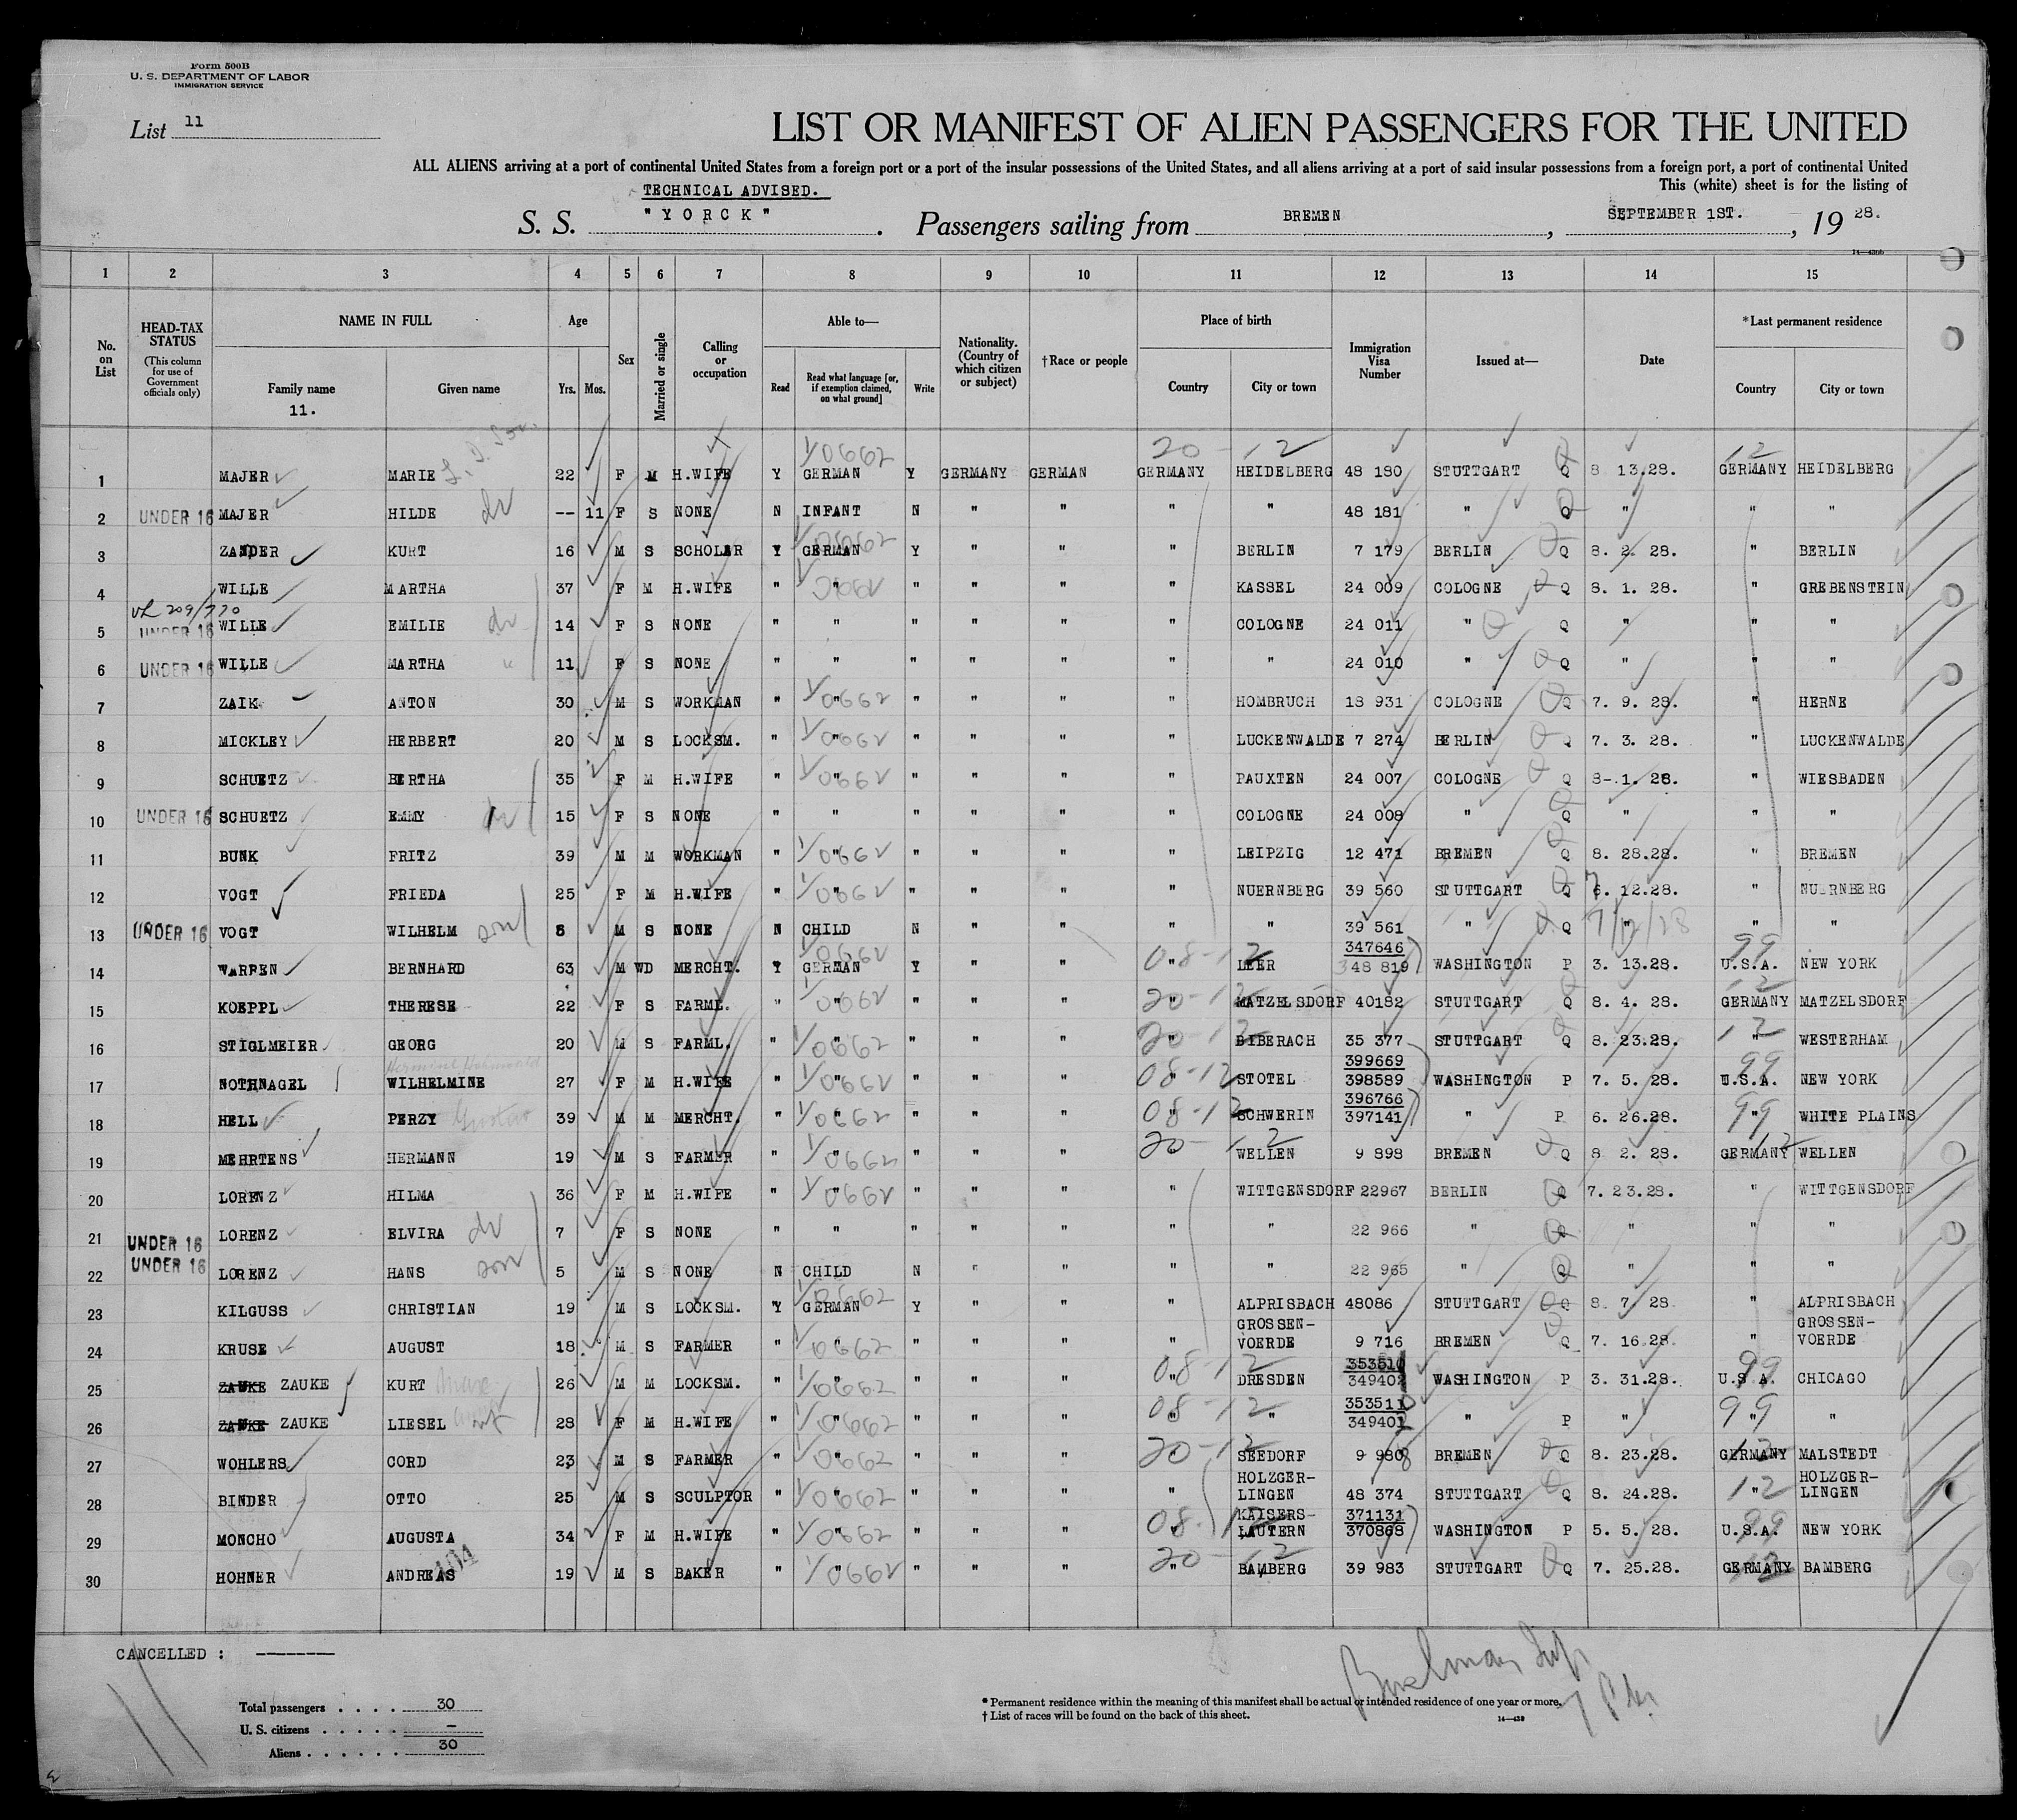 Form 500B
U. S. DEPARTMENT OF LABOR
IMMIGRATION SERVICE
List 11
LIST OR MANIFEST OF ALIEN PASSENGERS FOR THE UNITED
ALL ALIENS arriving at a port of continental United States from a foreign port or a port of the insular possessions of the United States, and all aliens arriving at a port of said insular possessions from a foreign port, a port of continental United
This (white) sheet is for the listing of
TECHNICAL ADVISED.
S. S. "YORCK". Passengers sailing from BREMEN, SEPTEMBER 1ST., 1928.
1 2 3 4 5 6 7 8 9 10 11 12 13 14 15
No. on List
HEAD-TAX STATUS
(This column for use of Government officials only)
NAME IN FULL
Family name
11.
Given name
Age
Yrs. Mos.
Sex
Married or single
Calling or occupation
Able to—
Read
Read what language [or, if exemption claimed, on what ground]
Write
Nationality. (Country of which citizen or subject)
†Race or people
Place of birth
Country
City or town
Immigration Visa Number
Issued at—
Date
*Last permanent residence
Country
City or town
1 MAJER MARIE 22 F M H.WIFE Y GERMAN Y GERMANY GERMAN GERMANY HEIDELBERG 48 180 STUTTGART Q 8 13.28. GERMANY HEIDELBERG
2 UNDER 16 MAJER HILDE -- 11 F S NONE N INFANT N " " " " 48 181 " Q " " "
3 ZANDER KURT 16 M S SCHOLAR Y GERMAN Y " " " BERLIN 7 179 BERLIN Q 8. 2. 28. " BERLIN
4 WILLE MARTHA 37 F M H.WIFE " " " " " " KASSEL 24 009 COLOGNE Q 8. 1. 28. " GREBENSTEIN
5 UNDER 16 WILLE EMILIE 14 F S NONE " " " " " " COLOGNE 24 011 " Q " " "
6 UNDER 16 WILLE MARTHA 11 F S NONE " " " " " " " 24 010 " Q " " "
7 ZAIK ANTON 30 M S WORKMAN " " " " " " HOMBRUCH 18 931 COLOGNE Q 7. 9. 28. " HERNE
8 MICKLEY HERBERT 20 M S LOCKSM. " " " " " " LUCKENWALDE 7 274 BERLIN Q 7. 3. 28. " LUCKENWALDE
9 SCHUETZ BERTHA 35 F M H.WIFE " " " " " " PAUXTEN 24 007 COLOGNE Q 8-.1. 28. " WIESBADEN
10 UNDER 16 SCHUETZ EMMY 15 F S NONE " " " " " " COLOGNE 24 008 " Q " " "
11 BUNK FRITZ 39 M M WORKMAN " " " " " " LEIPZIG 12 471 BREMEN Q 8. 28.28. " BREMEN
12 VOGT FRIEDA 25 F M H.WIFE " " " " " " NUERNBERG 39 560 STUTTGART Q 6. 12.28. " NUERNBERG
13 UNDER 16 VOGT WILHELM son M S NONE N CHILD N " " " " 39 561 " Q 7/12/28 " "
14 WARPEN BERNHARD 63 M WD MERCHT. Y GERMAN Y " " " LEER 347646 348 819 WASHINGTON P 3. 13.28. U.S.A. NEW YORK
15 KOEPPL THERESE 22 F S FARML. " " " " " " MATZELSDORF 40182 STUTTGART Q 8. 4. 28. GERMANY MATZELSDORF
16 STIGLMEIER GEORG 20 M S FARML. " " " " " " BIBERACH 35 377 STUTTGART Q 8. 23.28. " WESTERHAM
17 NOTHNAGEL WILHELMINE 27 F M H.WIFE " " " " " " STOTEL 399669 398589 WASHINGTON P 7. 5. 28. U.S.A. NEW YORK
18 HELL PERZY Gustav 39 M M MERCHT. " " " " " " SCHWERIN 396766 397141 " P 6. 26.28. " WHITE PLAINS
19 MEHRTENS HERMANN 19 M S FARMER " " " " " " WELLEN 9 898 BREMEN Q 8 2. 28. GERMANY WELLEN
20 LORENZ HILMA 36 F M H.WIFE " " " " " " WITTGENSDORF 22967 BERLIN Q 7. 23.28. " WITTGENSDORF
21 UNDER 16 LORENZ ELVIRA 7 F S NONE " " " " " " " 22 966 " Q " " "
22 UNDER 16 LORENZ HANS son 5 M S NONE N CHILD N " " " " 22 965 " Q " " "
23 KILGUSS CHRISTIAN 19 M S LOCKSM. Y GERMAN Y " " " ALPRISBACH 48086 STUTTGART Q 8. 7. 28 " ALPRISBACH
24 KRUSE AUGUST 18 M S FARMER " " " " " " GROSSEN-VOERDE 9 716 BREMEN Q 7. 16.28. " GROSSEN-VOERDE
25 ZAUKE KURT 26 M M LOCKSM. " " " " " " DRESDEN 353510 349402 WASHINGTON P 3. 31.28. U.S.A. CHICAGO
26 ZAUKE LIESEL 28 F M H.WIFE " " " " " " " 353511 349401 " P " " "
27 WOHLERS CORD 23 M S FARMER " " " " " " SEEDORF 9 980 BREMEN Q 8. 23.28. GERMANY MALSTEDT
28 BINDER OTTO 25 M S SCULPTOR " " " " " " HOLZGER-LINGEN 48 374 STUTTGART Q 8. 24.28. " HOLZGER-LINGEN
29 MONCHO AUGUSTA 34 F M H.WIFE " " " " " " KAISERS-LAUTERN 371131 370868 WASHINGTON P 5. 5. 28. U.S.A. NEW YORK
30 HOHNER ANDREAS 19 M S BAKER " " " " " " BAMBERG 39 983 STUTTGART Q 7. 25.28. GERMANY BAMBERG
CANCELLED : --------
Total passengers . . . . 30
U. S. citizens . . . . . –
Aliens . . . . . . 30
* Permanent residence within the meaning of this manifest shall be actual or intended residence of one year or more.
† List of races will be found on the back of this sheet.